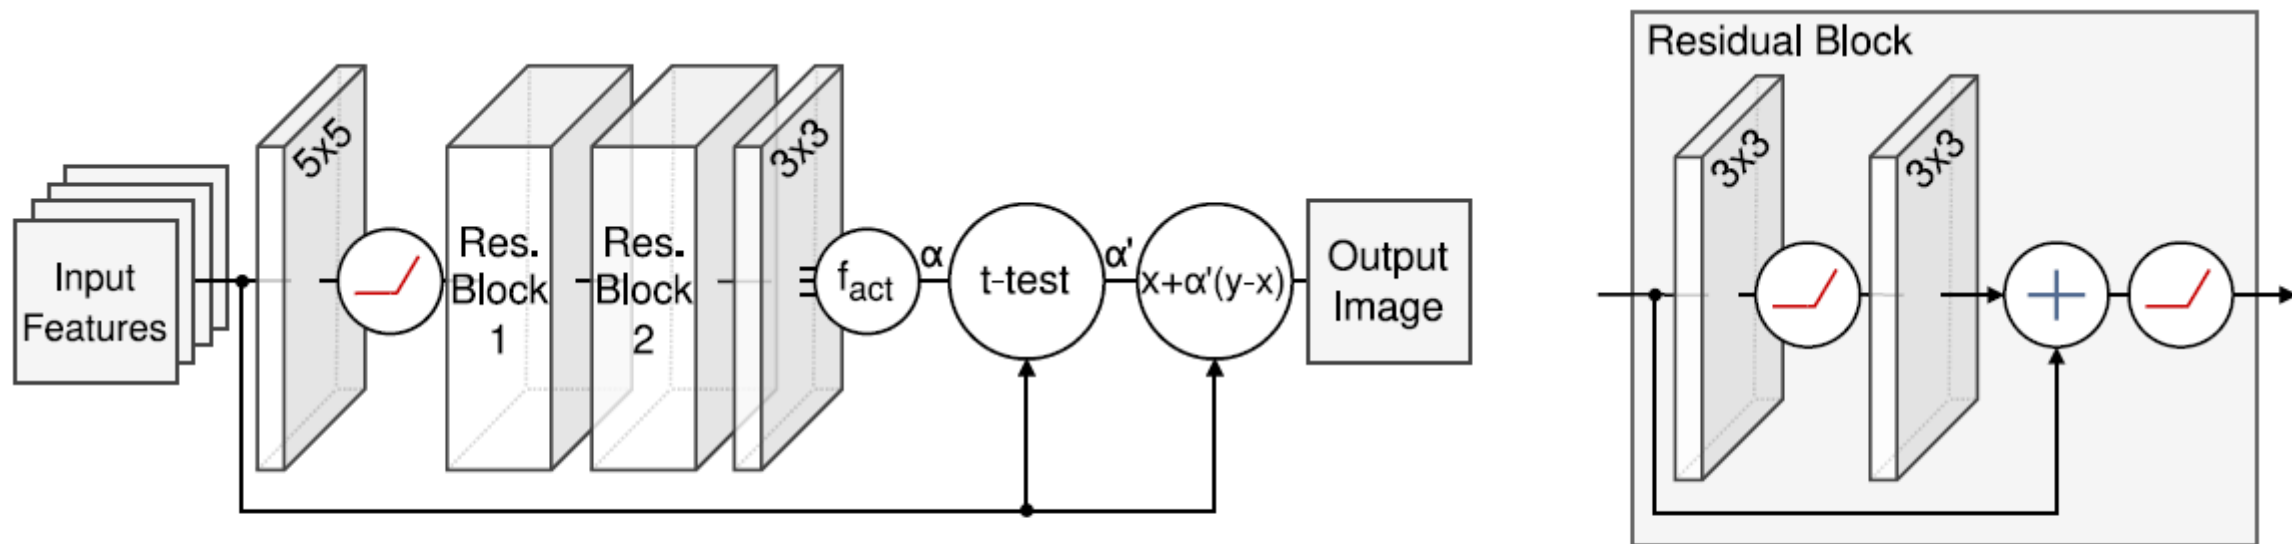 Input
Features
5x5
Res.
Block
1
Res.
Block
2
3x3
f_act
α
t-test
α'
x+α'(y-x)
Output
Image
Residual Block
3x3
3x3